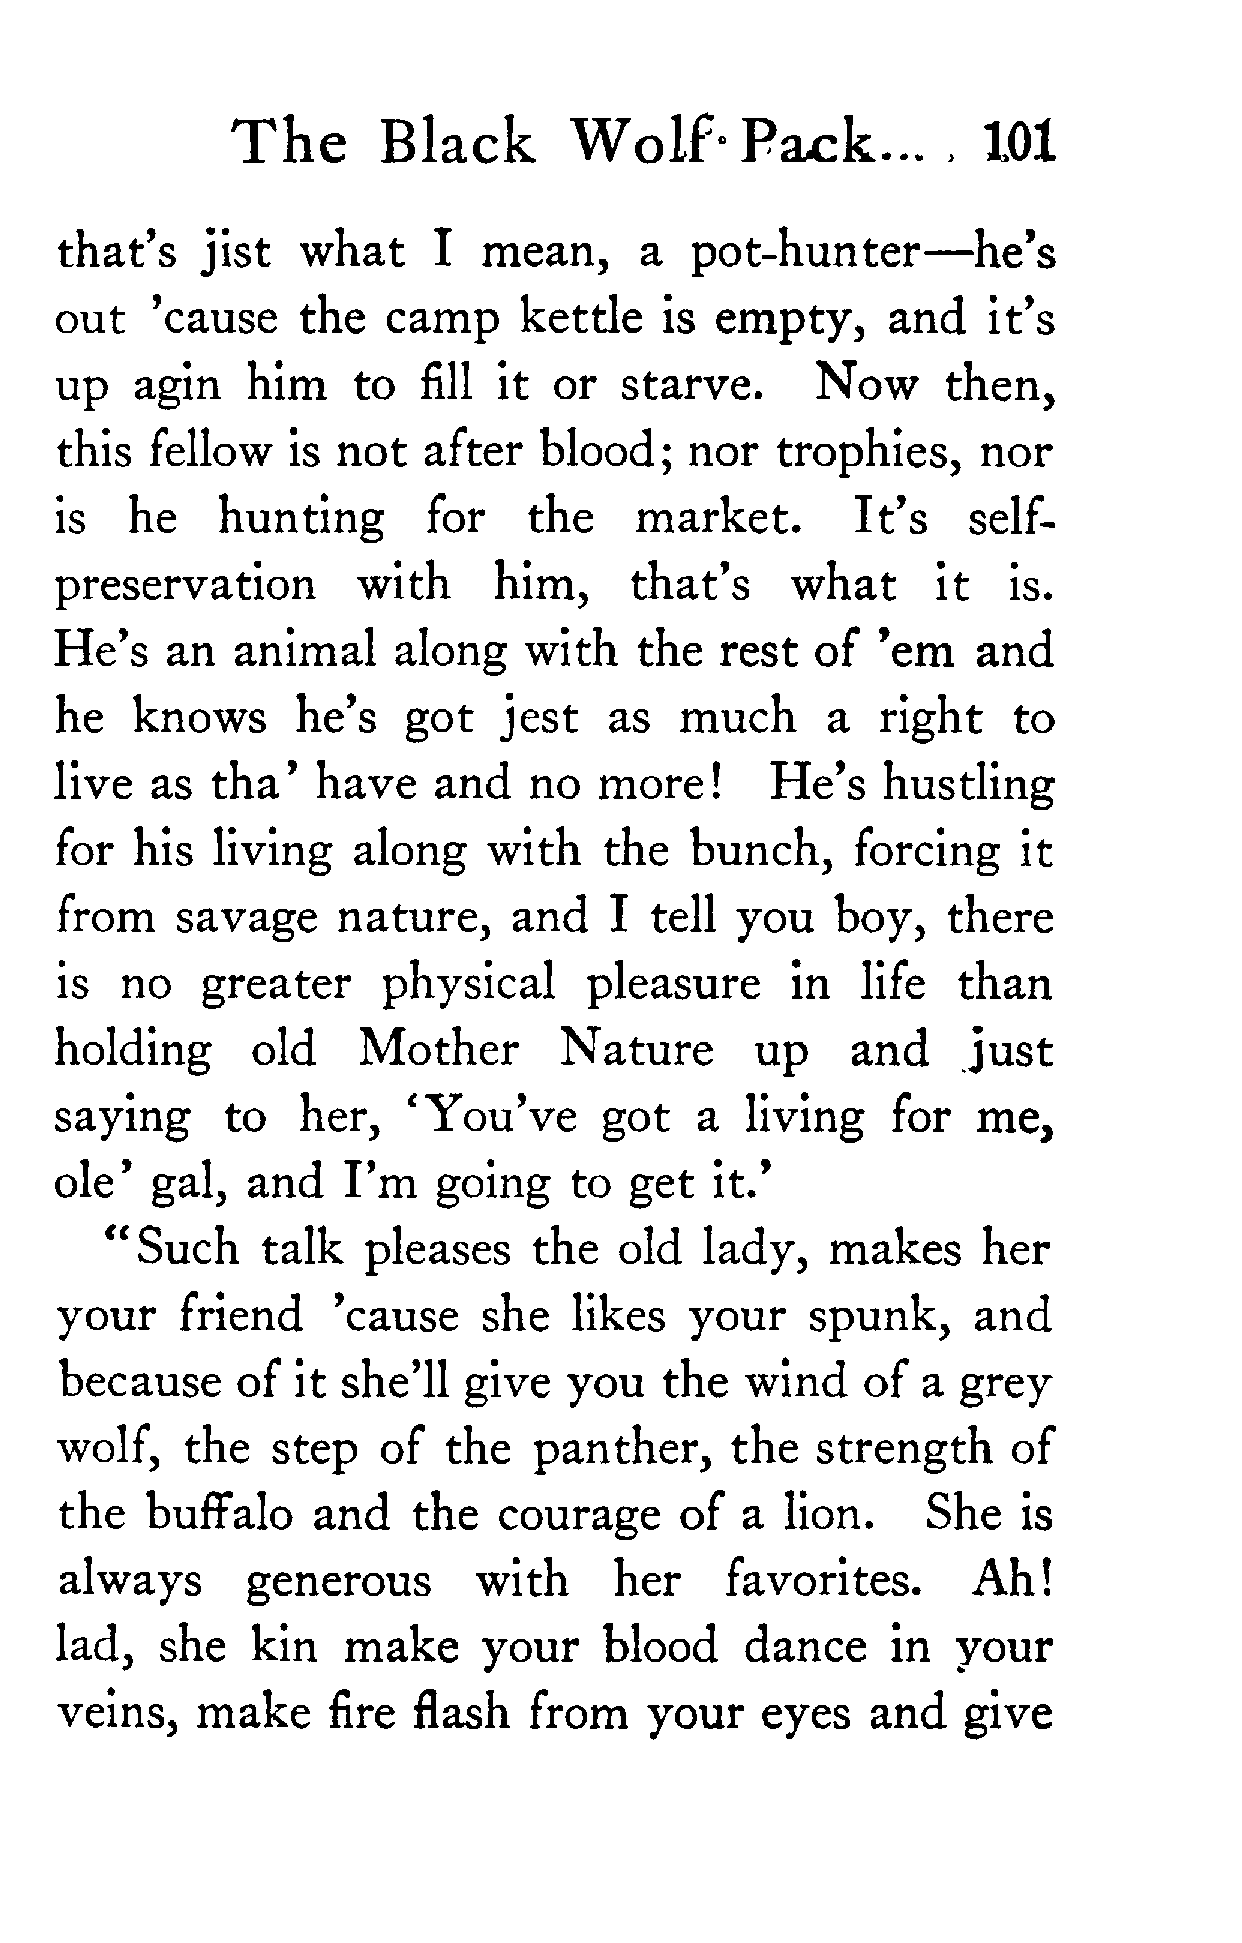 The Black Wolf Pack... 101
that's jist what I mean, a pot-hunter—he's
out 'cause the camp kettle is empty, and it's
up agin him to fill it or starve. Now then,
this fellow is not after blood; nor trophies, nor
is he hunting for the market. It's self-
preservation with him, that's what it is.
He's an animal along with the rest of 'em and
he knows he's got jest as much a right to
live as tha' have and no more! He's hustling
for his living along with the bunch, forcing it
from savage nature, and I tell you boy, there
is no greater physical pleasure in life than
holding old Mother Nature up and just
saying to her, 'You've got a living for me,
ole' gal, and I'm going to get it.'
"Such talk pleases the old lady, makes her
your friend 'cause she likes your spunk, and
because of it she'll give you the wind of a grey
wolf, the step of the panther, the strength of
the buffalo and the courage of a lion. She is
always generous with her favorites. Ah!
lad, she kin make your blood dance in your
veins, make fire flash from your eyes and give